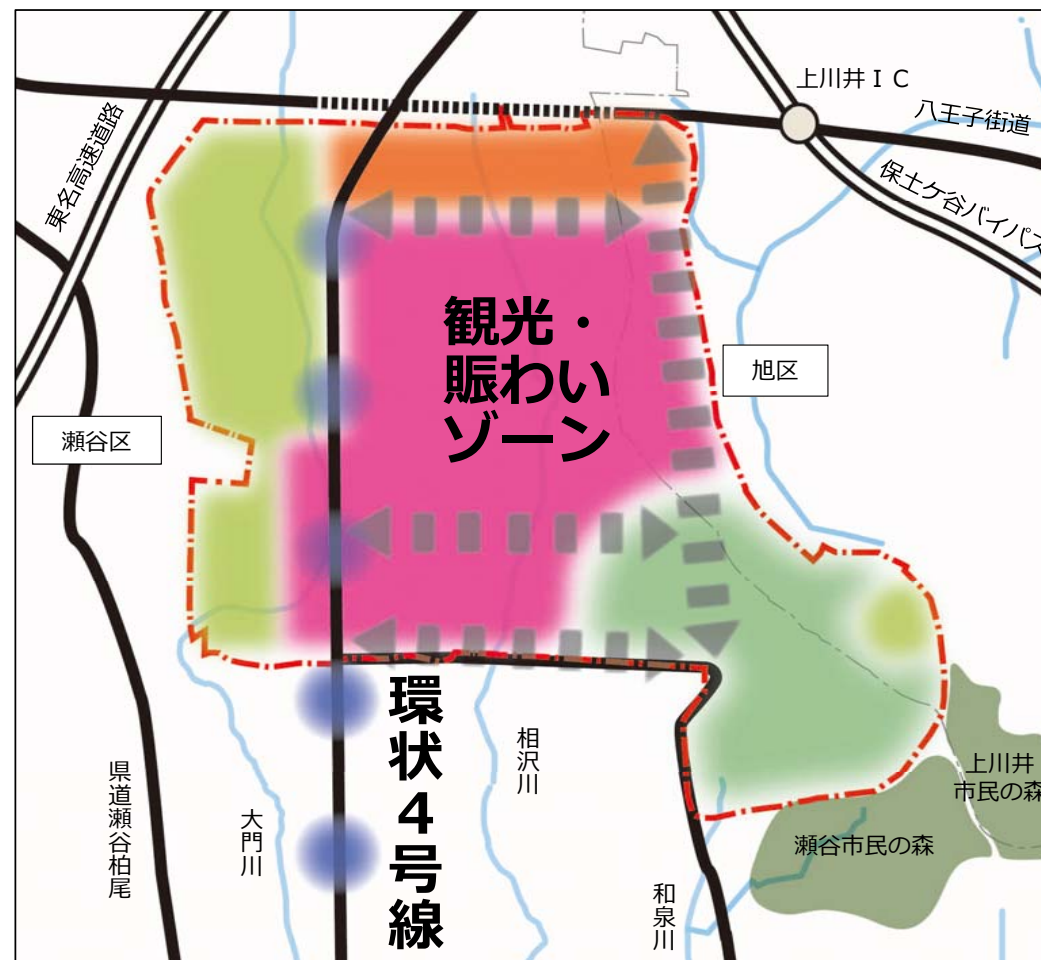 上川井ＩＣ
八王子街道
東名高速道路
保土ケ谷バイパス
観光・
賑わい
ゾーン
旭区
瀬谷区
環状４号線
相沢川
県道瀬谷柏尾
大門川
上川井
市民の森
瀬谷市民の森
和泉川